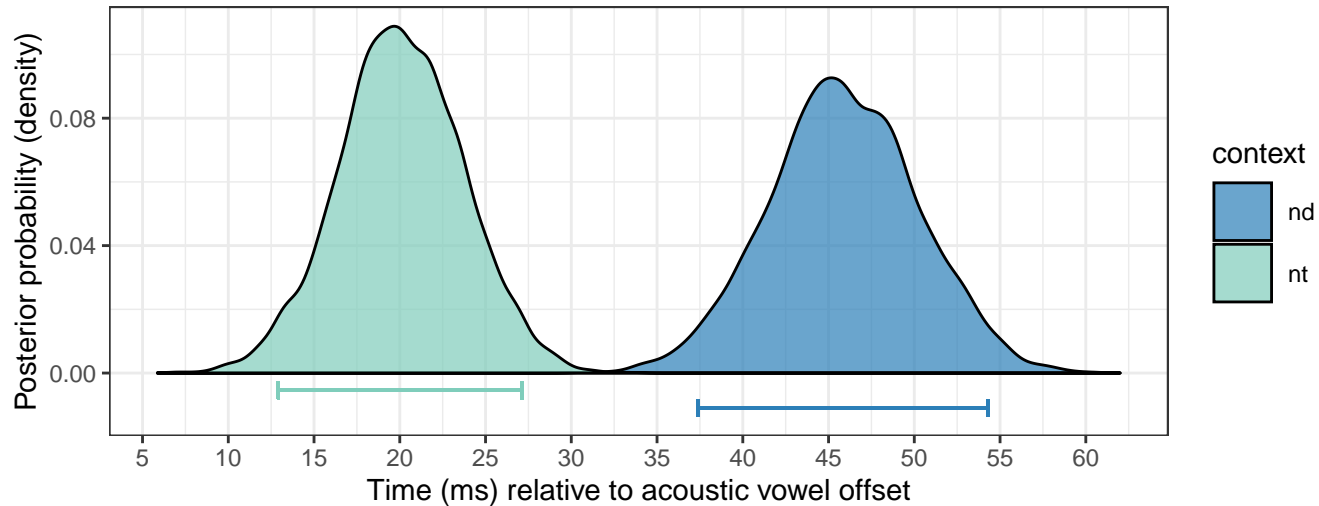 Posterior probability (density)
0.08
0.04
0.00
5 10 15 20 25 30 35 40 45 50 55 60
Time (ms) relative to acoustic vowel offset
context
nd
nt